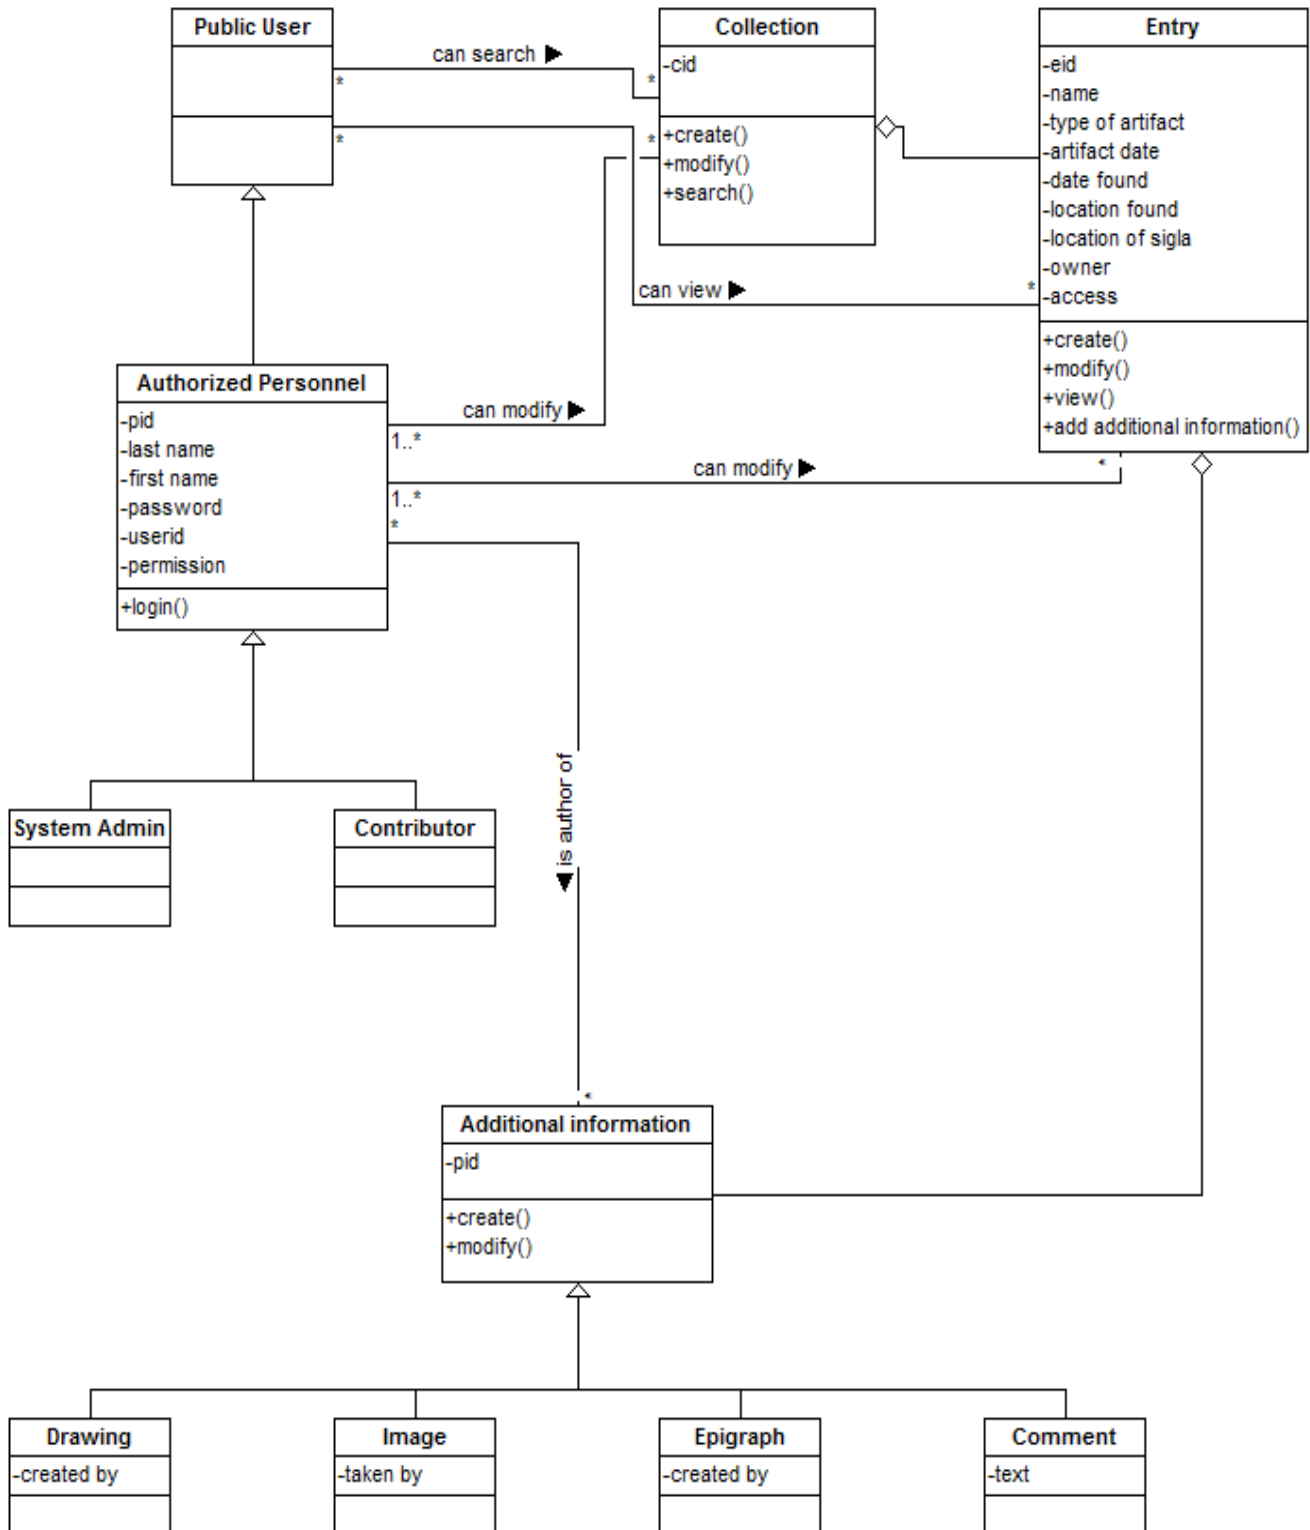 Public User
can search
*
*
*
Collection
-cid
+create()
+modify()
+search()
*
Entry
-eid
-name
-type of artifact
-artifact date
-date found
-location found
-location of sigla
-owner
-access
+create()
+modify()
+view()
+add additional information()
can view
*
Authorized Personnel
-pid
-last name
-first name
-password
-userid
-permission
+login()
can modify
1..*
can modify
1..*
*
*
System Admin
Contributor
is author of
*
Additional information
-pid
+create()
+modify()
Drawing
-created by
Image
-taken by
Epigraph
-created by
Comment
-text